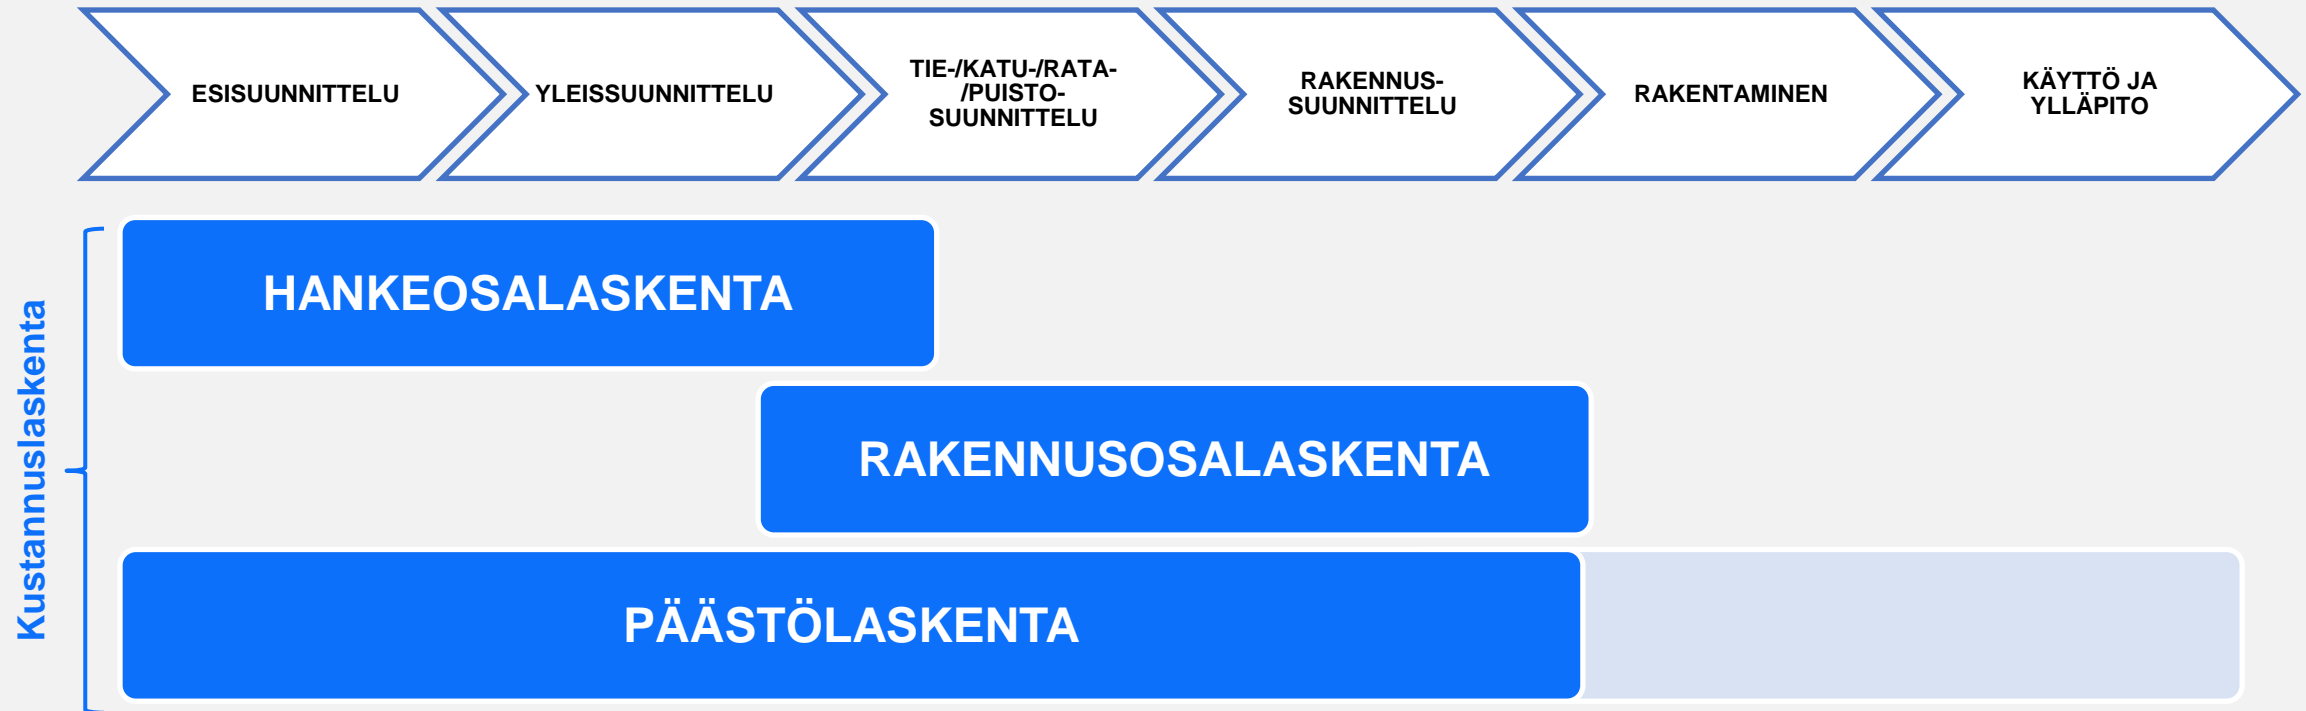 ESISUUNNITTELU
YLEISSUUNNITTELU
TIE-/KATU-/RATA-
/PUISTO-
SUUNNITTELU
RAKENNUS-
SUUNNITTELU
RAKENTAMINEN
KÄYTTÖ JA
YLLÄPITO
Kustannuslaskenta
HANKEOSALASKENTA
RAKENNUSOSALASKENTA
PÄÄSTÖLASKENTA